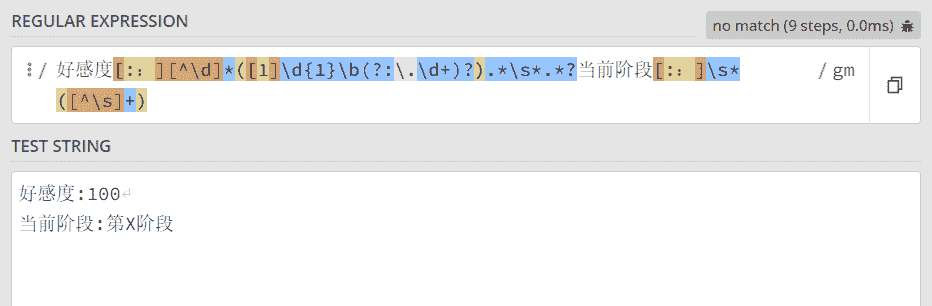 REGULAR EXPRESSION
no match (9 steps, 0.0ms)
/ 好感度[:：][^\d]*([1]\d{1}\b(?:\.\d+)?).*\s*.*?当前阶段[:：]\s* / gm
([^\s]+)
TEST STRING
好感度:100
当前阶段:第X阶段